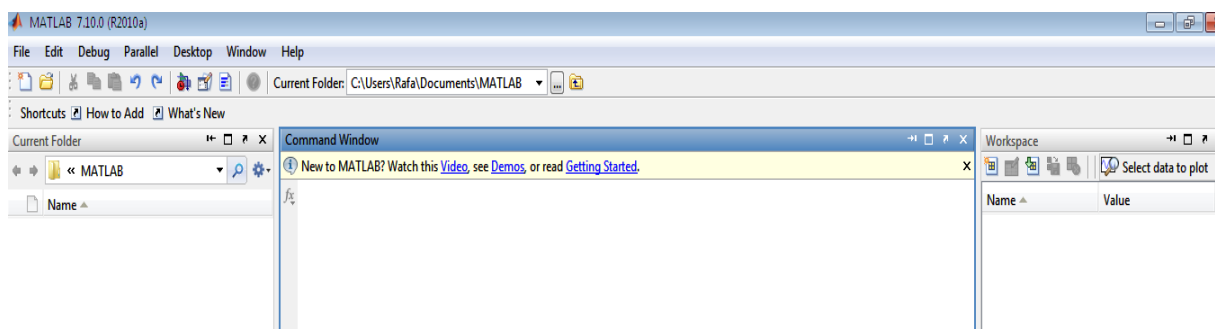 MATLAB 7.10.0 (R2010a)
File Edit Debug Parallel Desktop Window Help
Current Folder: C:\Users\Rafa\Documents\MATLAB ...
Shortcuts How to Add What's New
Current Folder
« MATLAB
Name
Command Window
New to MATLAB? Watch this Video, see Demos, or read Getting Started.
fx
Workspace
Select data to plot
Name Value